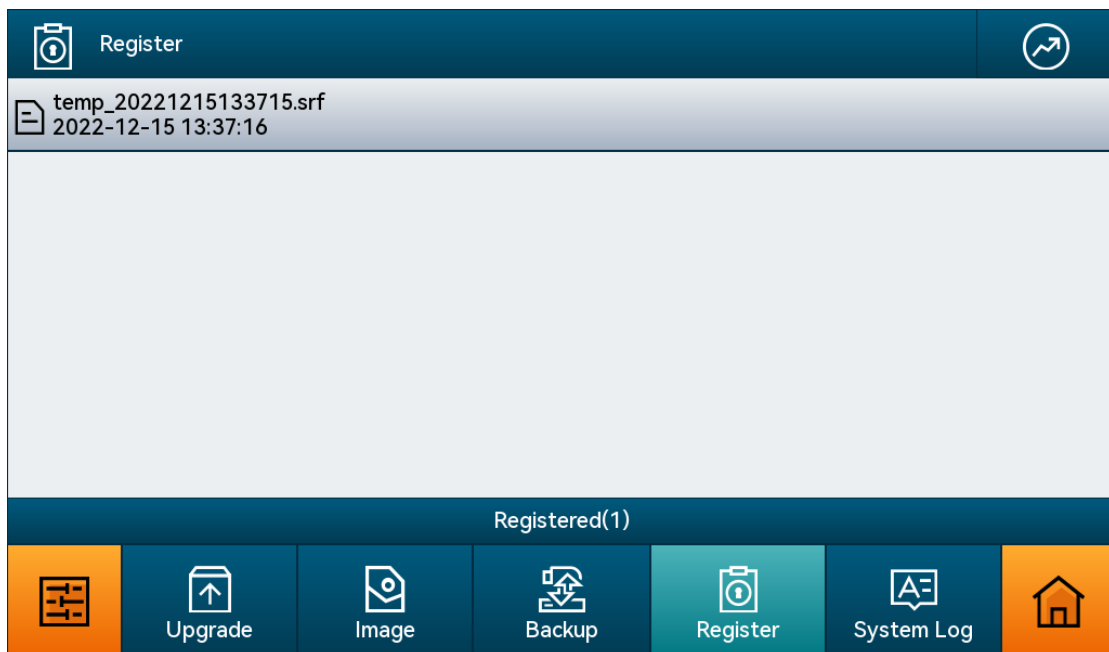 Register
temp_20221215133715.srf
2022-12-15 13:37:16
Registered(1)
Upgrade
Image
Backup
Register
System Log